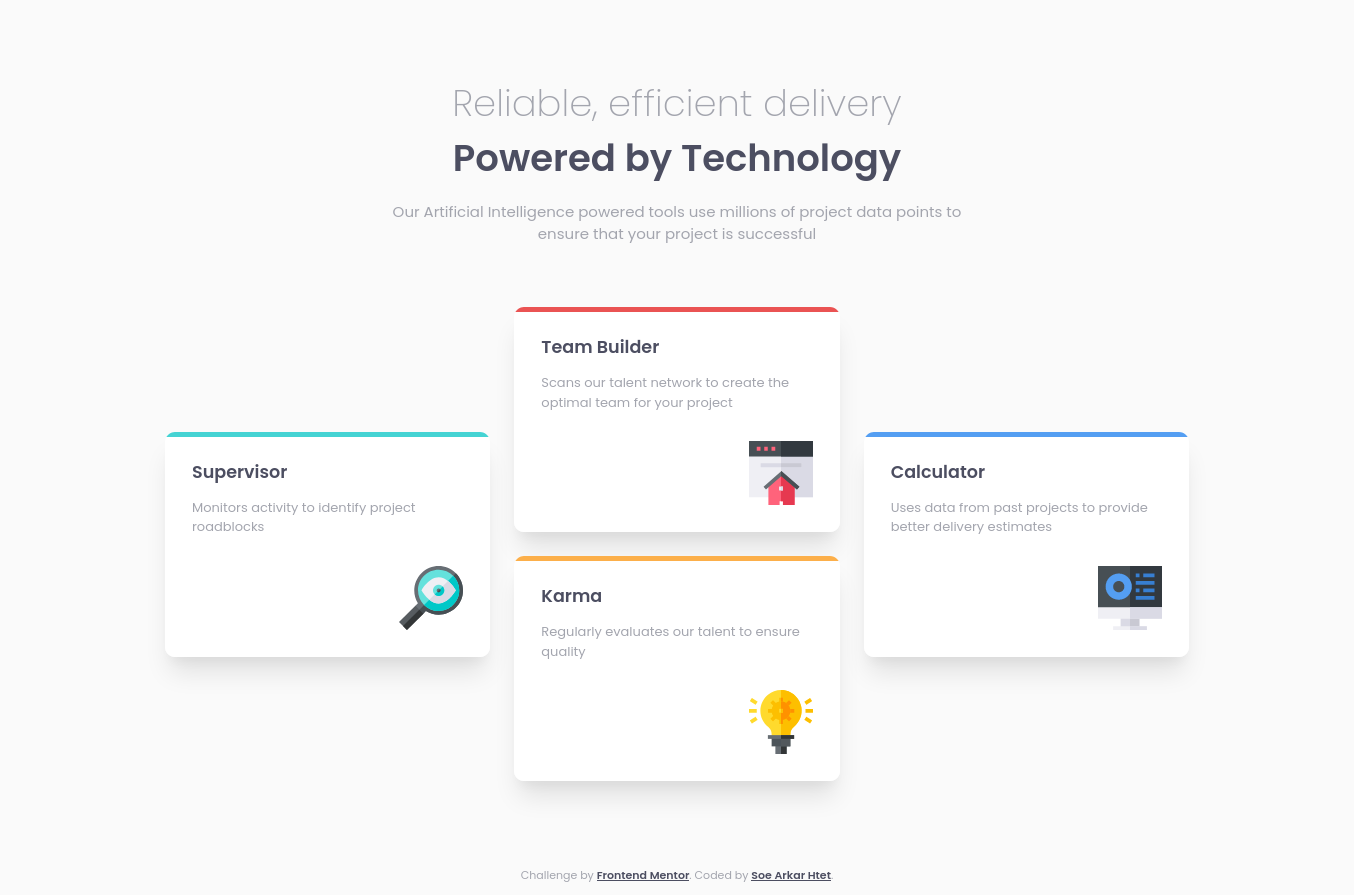 Reliable, efficient delivery
Powered by Technology
Our Artificial Intelligence powered tools use millions of project data points to
ensure that your project is successful
Supervisor
Monitors activity to identify project
roadblocks
Team Builder
Scans our talent network to create the
optimal team for your project
Karma
Regularly evaluates our talent to ensure
quality
Calculator
Uses data from past projects to provide
better delivery estimates
Challenge by Frontend Mentor. Coded by Soe Arkar Htet.